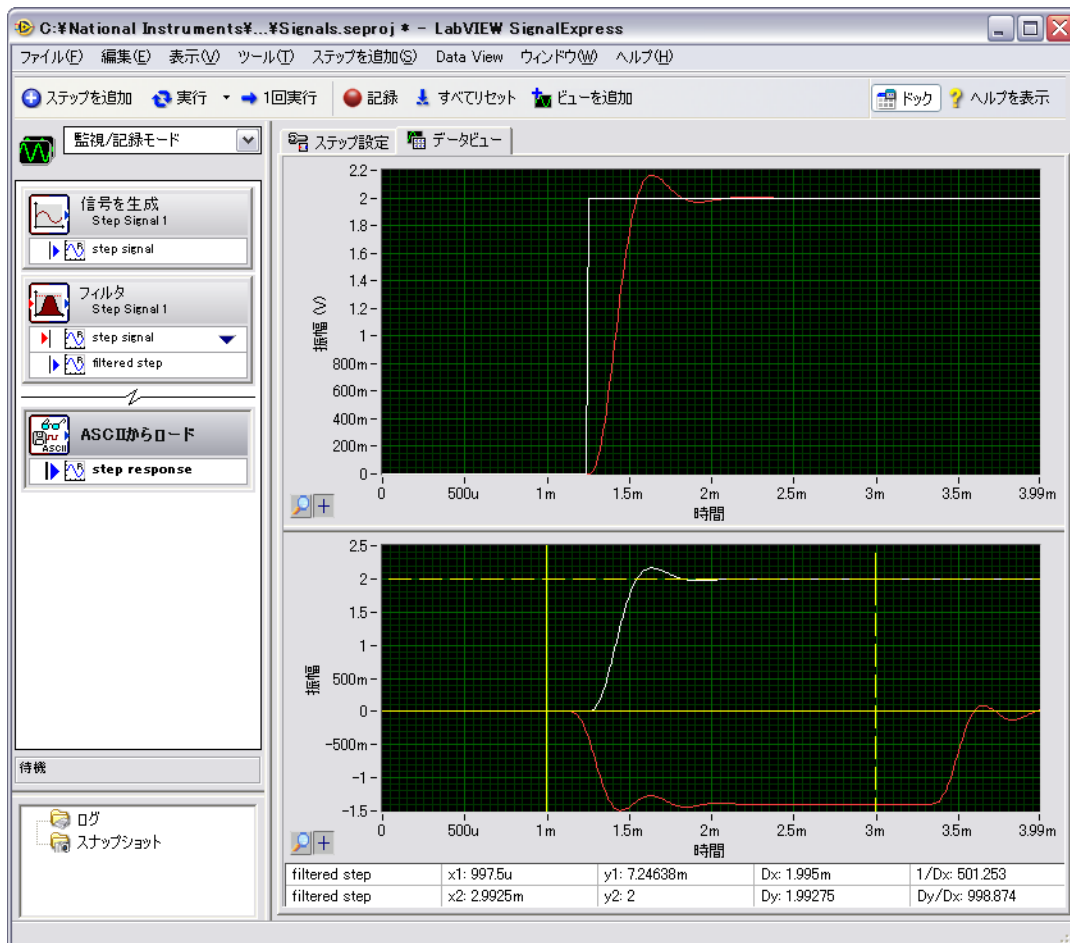 C:¥National Instruments¥...¥Signals.seproj * - LabVIEW SignalExpress
ファイル(F) 編集(E) 表示(V) ツール(T) ステップを追加(S) Data View ウィンドウ(W) ヘルプ(H)
ステップを追加 実行 1回実行 記録 すべてリセット ビューを追加 ドック ヘルプを表示
監視/記録モード
信号を生成
Step Signal 1
step signal
フィルタ
Step Signal 1
step signal
filtered step
ASCII
ASCIIからロード
step response
待機
ログ
スナップショット
ステップ設定 データビュー
2.2
2
1.8
1.6
1.4
1.2
1
800m
600m
400m
200m
0
振幅 (V)
0 500u 1m 1.5m 2m 2.5m 3m 3.5m 3.99m
時間
2.5
2
1.5
1
500m
0
-500m
-1
-1.5
振幅
0 500u 1m 1.5m 2m 2.5m 3m 3.5m 3.99m
時間
filtered step x1: 997.5u y1: 7.24638m Dx: 1.995m 1/Dx: 501.253
filtered step x2: 2.9925m y2: 2 Dy: 1.99275 Dy/Dx: 998.874